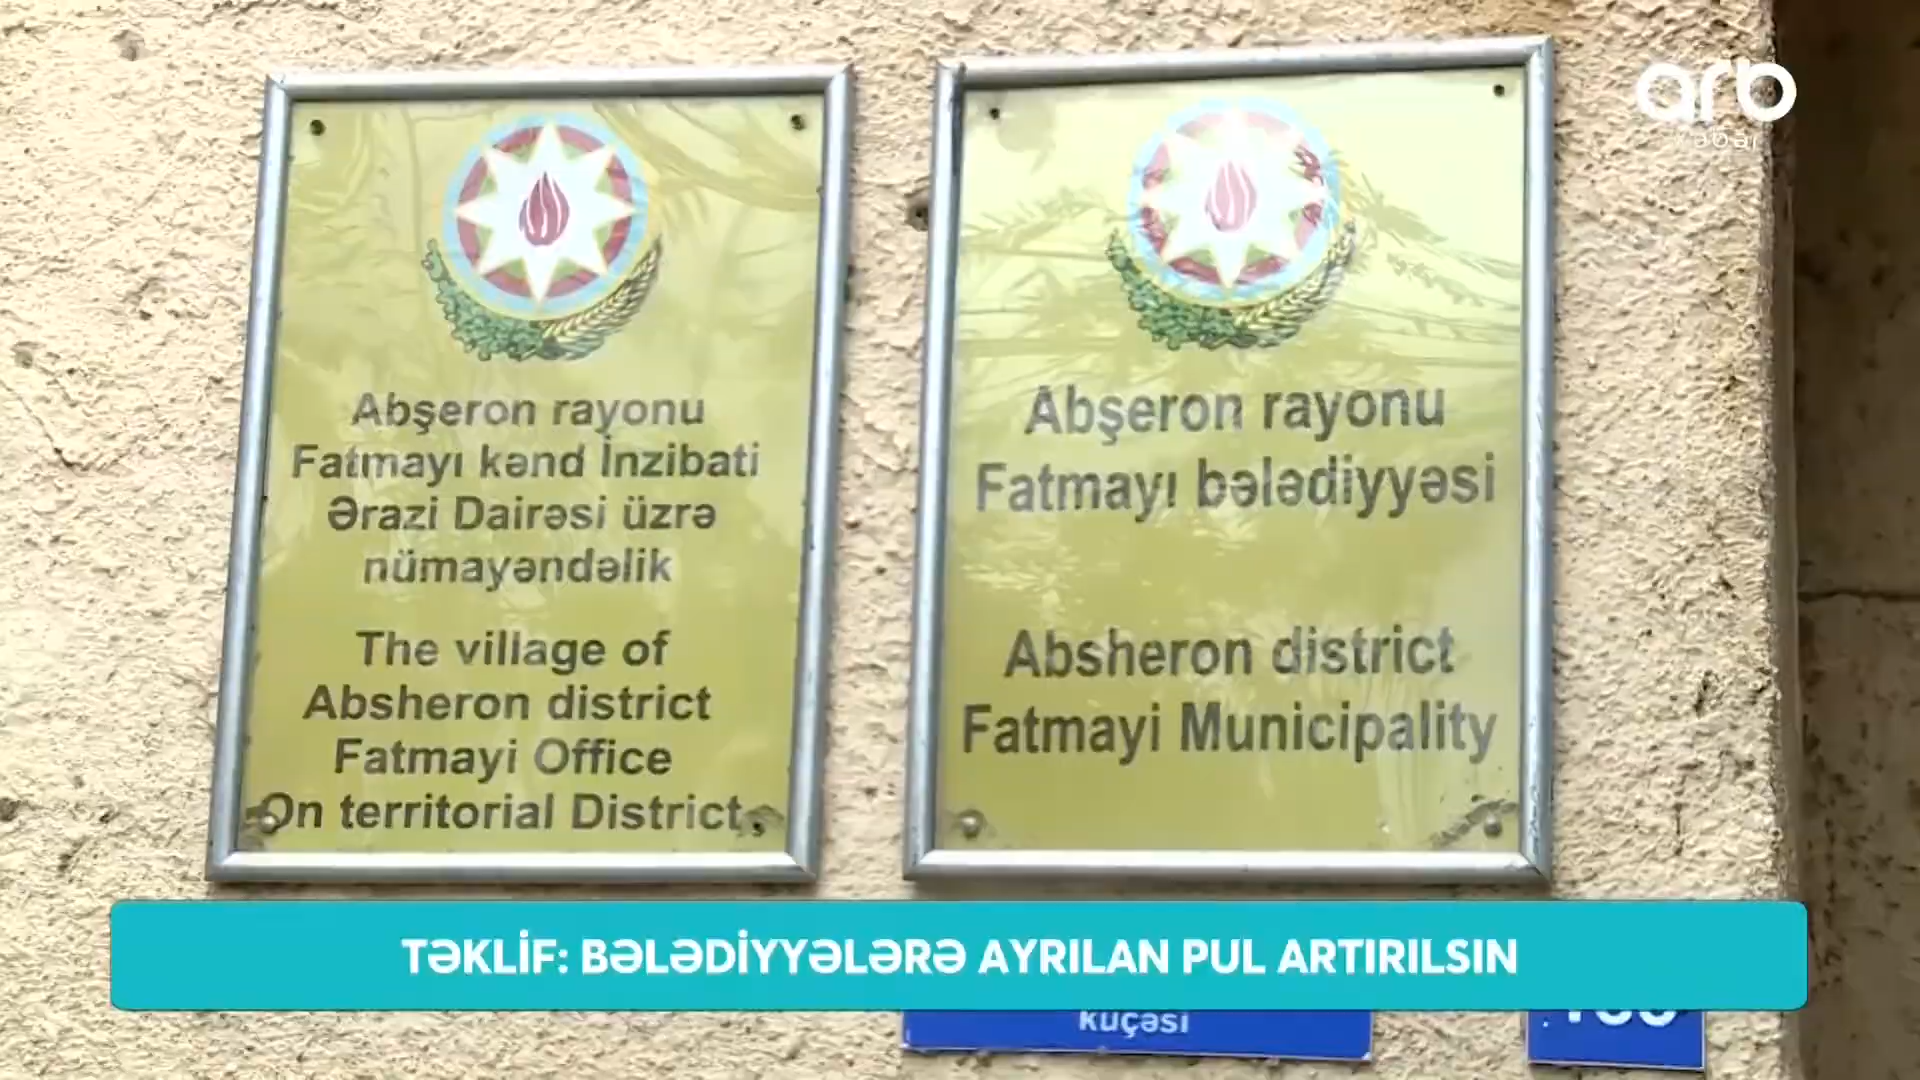 arb
Abşeron rayonu
Fatmayı kənd İnzibati
Ərazi Dairəsi üzrə
nümayəndəlik
The village of
Absheron district
Fatmayi Office
On territorial District
Abşeron rayonu
Fatmayı bələdiyyəsi
Absheron district
Fatmayi Municipality
TƏKLİF: BƏLƏDİYYƏLƏRƏ AYRILAN PUL ARTIRILSIN
küçəsi